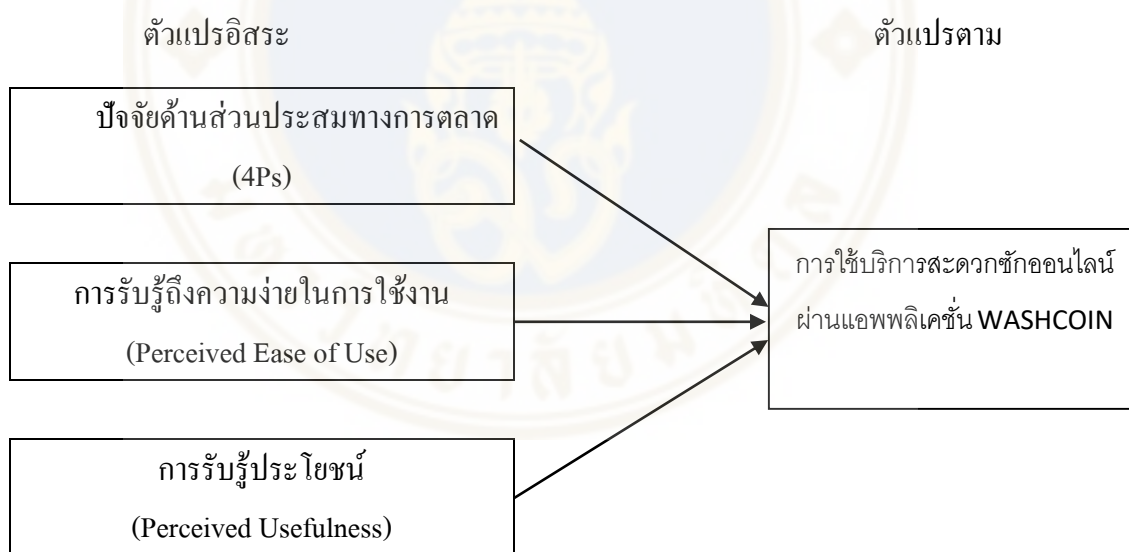 ตัวแปรอิสระ
ตัวแปรตาม
ปัจจัยด้านส่วนประสมทางการตลาด
(4Ps)
การรับรู้ถึงความง่ายในการใช้งาน
(Perceived Ease of Use)
การรับรู้ประโยชน์
(Perceived Usefulness)
การใช้บริการสะดวกซักออนไลน์
ผ่านแอพพลิเคชั่น WASHCOIN